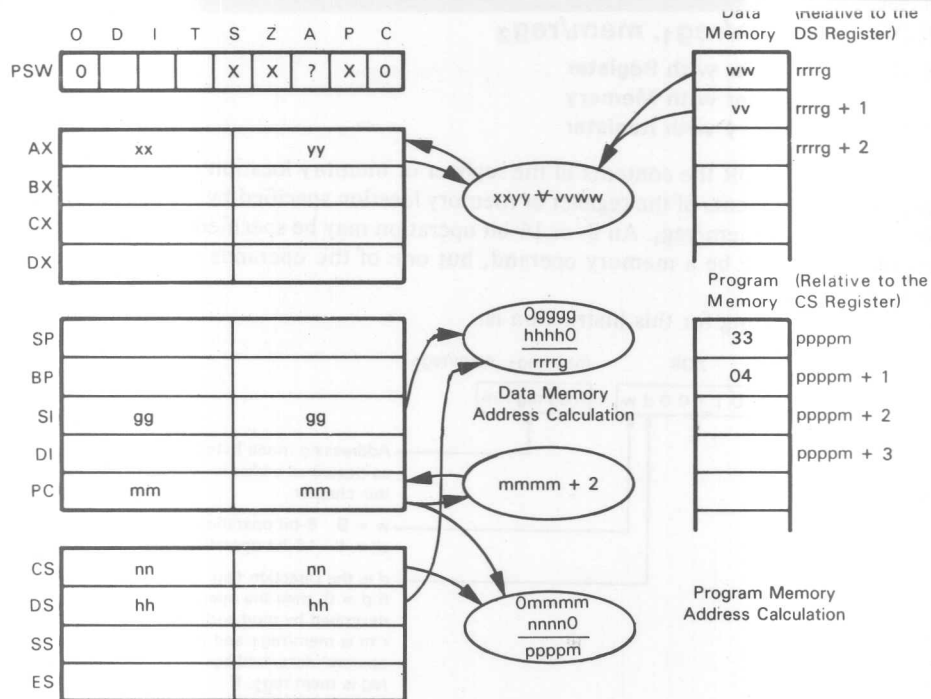 Data (Relative to the
Memory DS Register)
O D I T S Z A P C
PSW 0 X X ? X 0
ww rrrrg
vv rrrrg + 1
rrrrg + 2
AX xx yy
BX
CX
DX
xxyy ⊻ vvww
Program (Relative to the
Memory CS Register)
33 ppppm
04 ppppm + 1
ppppm + 2
ppppm + 3
SP
BP
SI gg gg
DI
PC mm mm
0gggg
hhhh0
rrrrg
Data Memory
Address Calculation
mmmm + 2
CS nn nn
DS hh hh
SS
ES
0mmmm
nnnn0
ppppm
Program Memory
Address Calculation